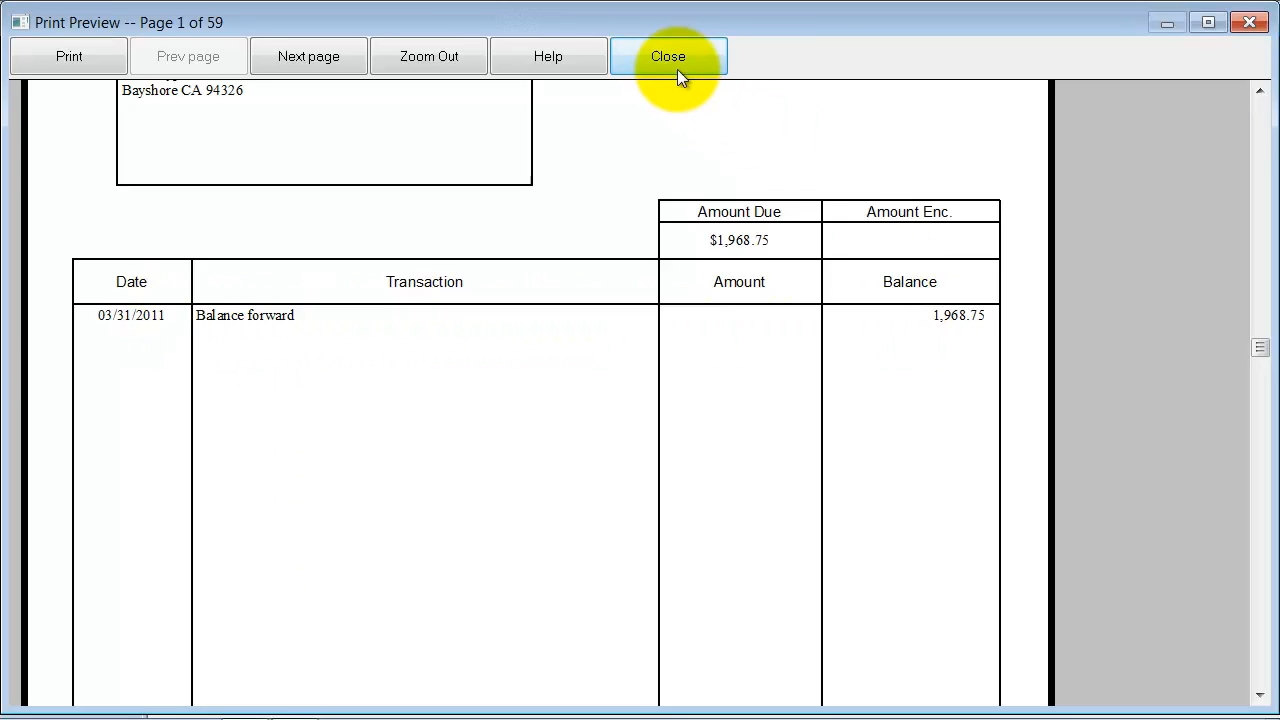 Print Preview -- Page 1 of 59
Print Prev page Next page Zoom Out Help Close
Bayshore CA 94326
Amount Due Amount Enc.
$1,968.75
Date Transaction Amount Balance
03/31/2011 Balance forward 1,968.75